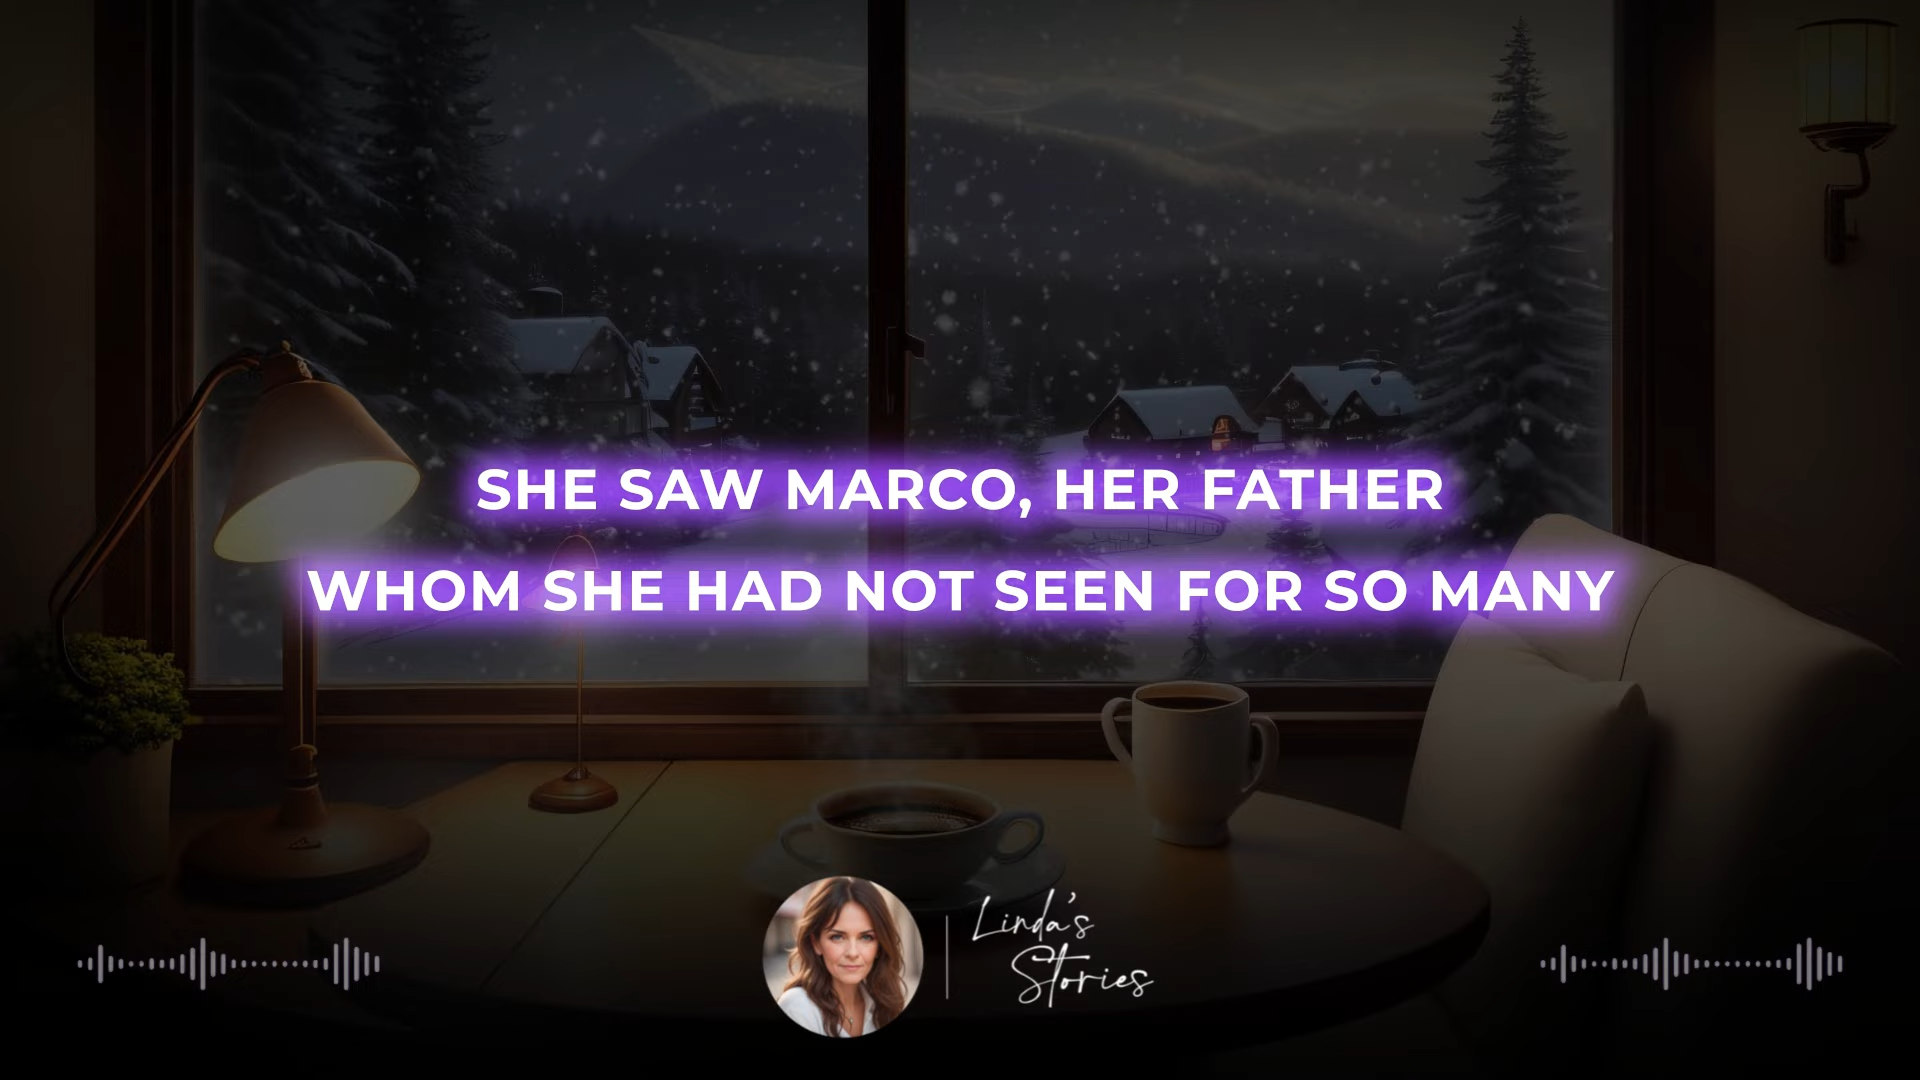 SHE SAW MARCO, HER FATHER
WHOM SHE HAD NOT SEEN FOR SO MANY
Linda's
Stories